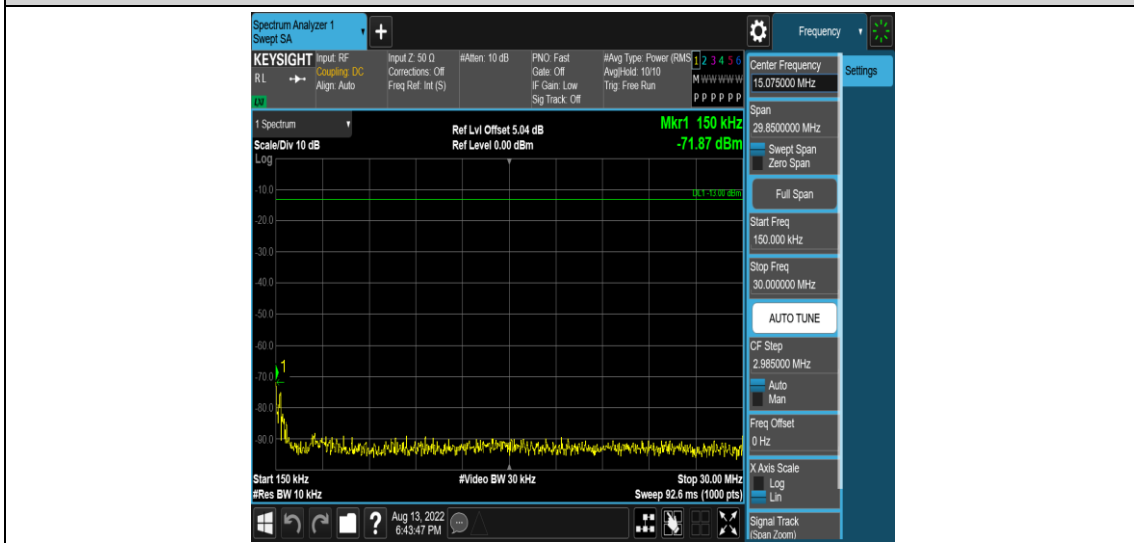 Spectrum Analyzer 1
Swept SA
+
Frequency
KEYSIGHT
RL
LXI
Input: RF
Coupling: DC
Align: Auto
Input Z: 50 Ω
Corrections: Off
Freq Ref: Int (S)
#Atten: 10 dB
PNO: Fast
Gate: Off
IF Gain: Low
Sig Track: Off
#Avg Type: Power (RMS
Avg|Hold: 10/10
Trig: Free Run
1 2 3 4 5 6
M W W W W W
P P P P P P
Center Frequency
15.075000 MHz
Settings
Span
29.8500000 MHz
Swept Span
Zero Span
Full Span
Start Freq
150.000 kHz
Stop Freq
30.000000 MHz
AUTO TUNE
CF Step
2.985000 MHz
Auto
Man
Freq Offset
0 Hz
X Axis Scale
Log
Lin
Signal Track
(Span Zoom)
1 Spectrum
Scale/Div 10 dB
Log
Ref Lvl Offset 5.04 dB
Ref Level 0.00 dBm
Mkr1 150 kHz
-71.87 dBm
DL1 -13.00 dBm
-10.0
-20.0
-30.0
-40.0
-50.0
-60.0
-70.0
-80.0
-90.0
1
Start 150 kHz
#Video BW 30 kHz
Stop 30.00 MHz
#Res BW 10 kHz
Sweep 92.6 ms (1000 pts)
?
Aug 13, 2022
6:43:47 PM